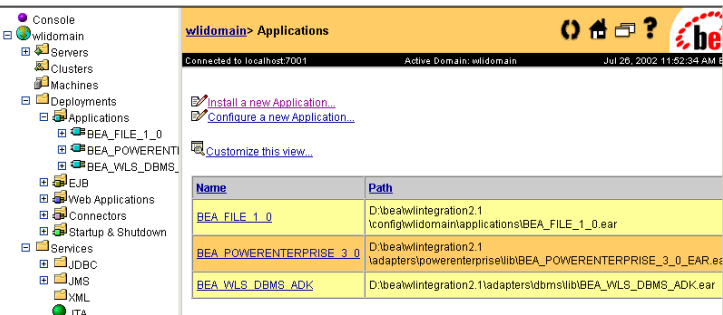 Console
wlidomain
Servers
Clusters
Machines
Deployments
Applications
BEA_FILE_1_0
BEA_POWERENTI
BEA_WLS_DBMS_
EJB
Web Applications
Connectors
Startup & Shutdown
Services
JDBC
JMS
XML
JTA
wlidomain> Applications
?
be
Connected to localhost:7001 Active Domain: wlidomain Jul 26, 2002 11:52:34 AM E
Install a new Application...
Configure a new Application...
Customize this view...
Name Path
BEA_FILE_1_0 D:\bea\wlintegration2.1
\config\wlidomain\applications\BEA_FILE_1_0.ear
BEA_POWERENTERPRISE_3_0 D:\bea\wlintegration2.1
\adapters\powerenterprise\lib\BEA_POWERENTERPRISE_3_0_EAR.ea
BEA_WLS_DBMS_ADK D:\bea\wlintegration2.1\adapters\dbms\lib\BEA_WLS_DBMS_ADK.ear